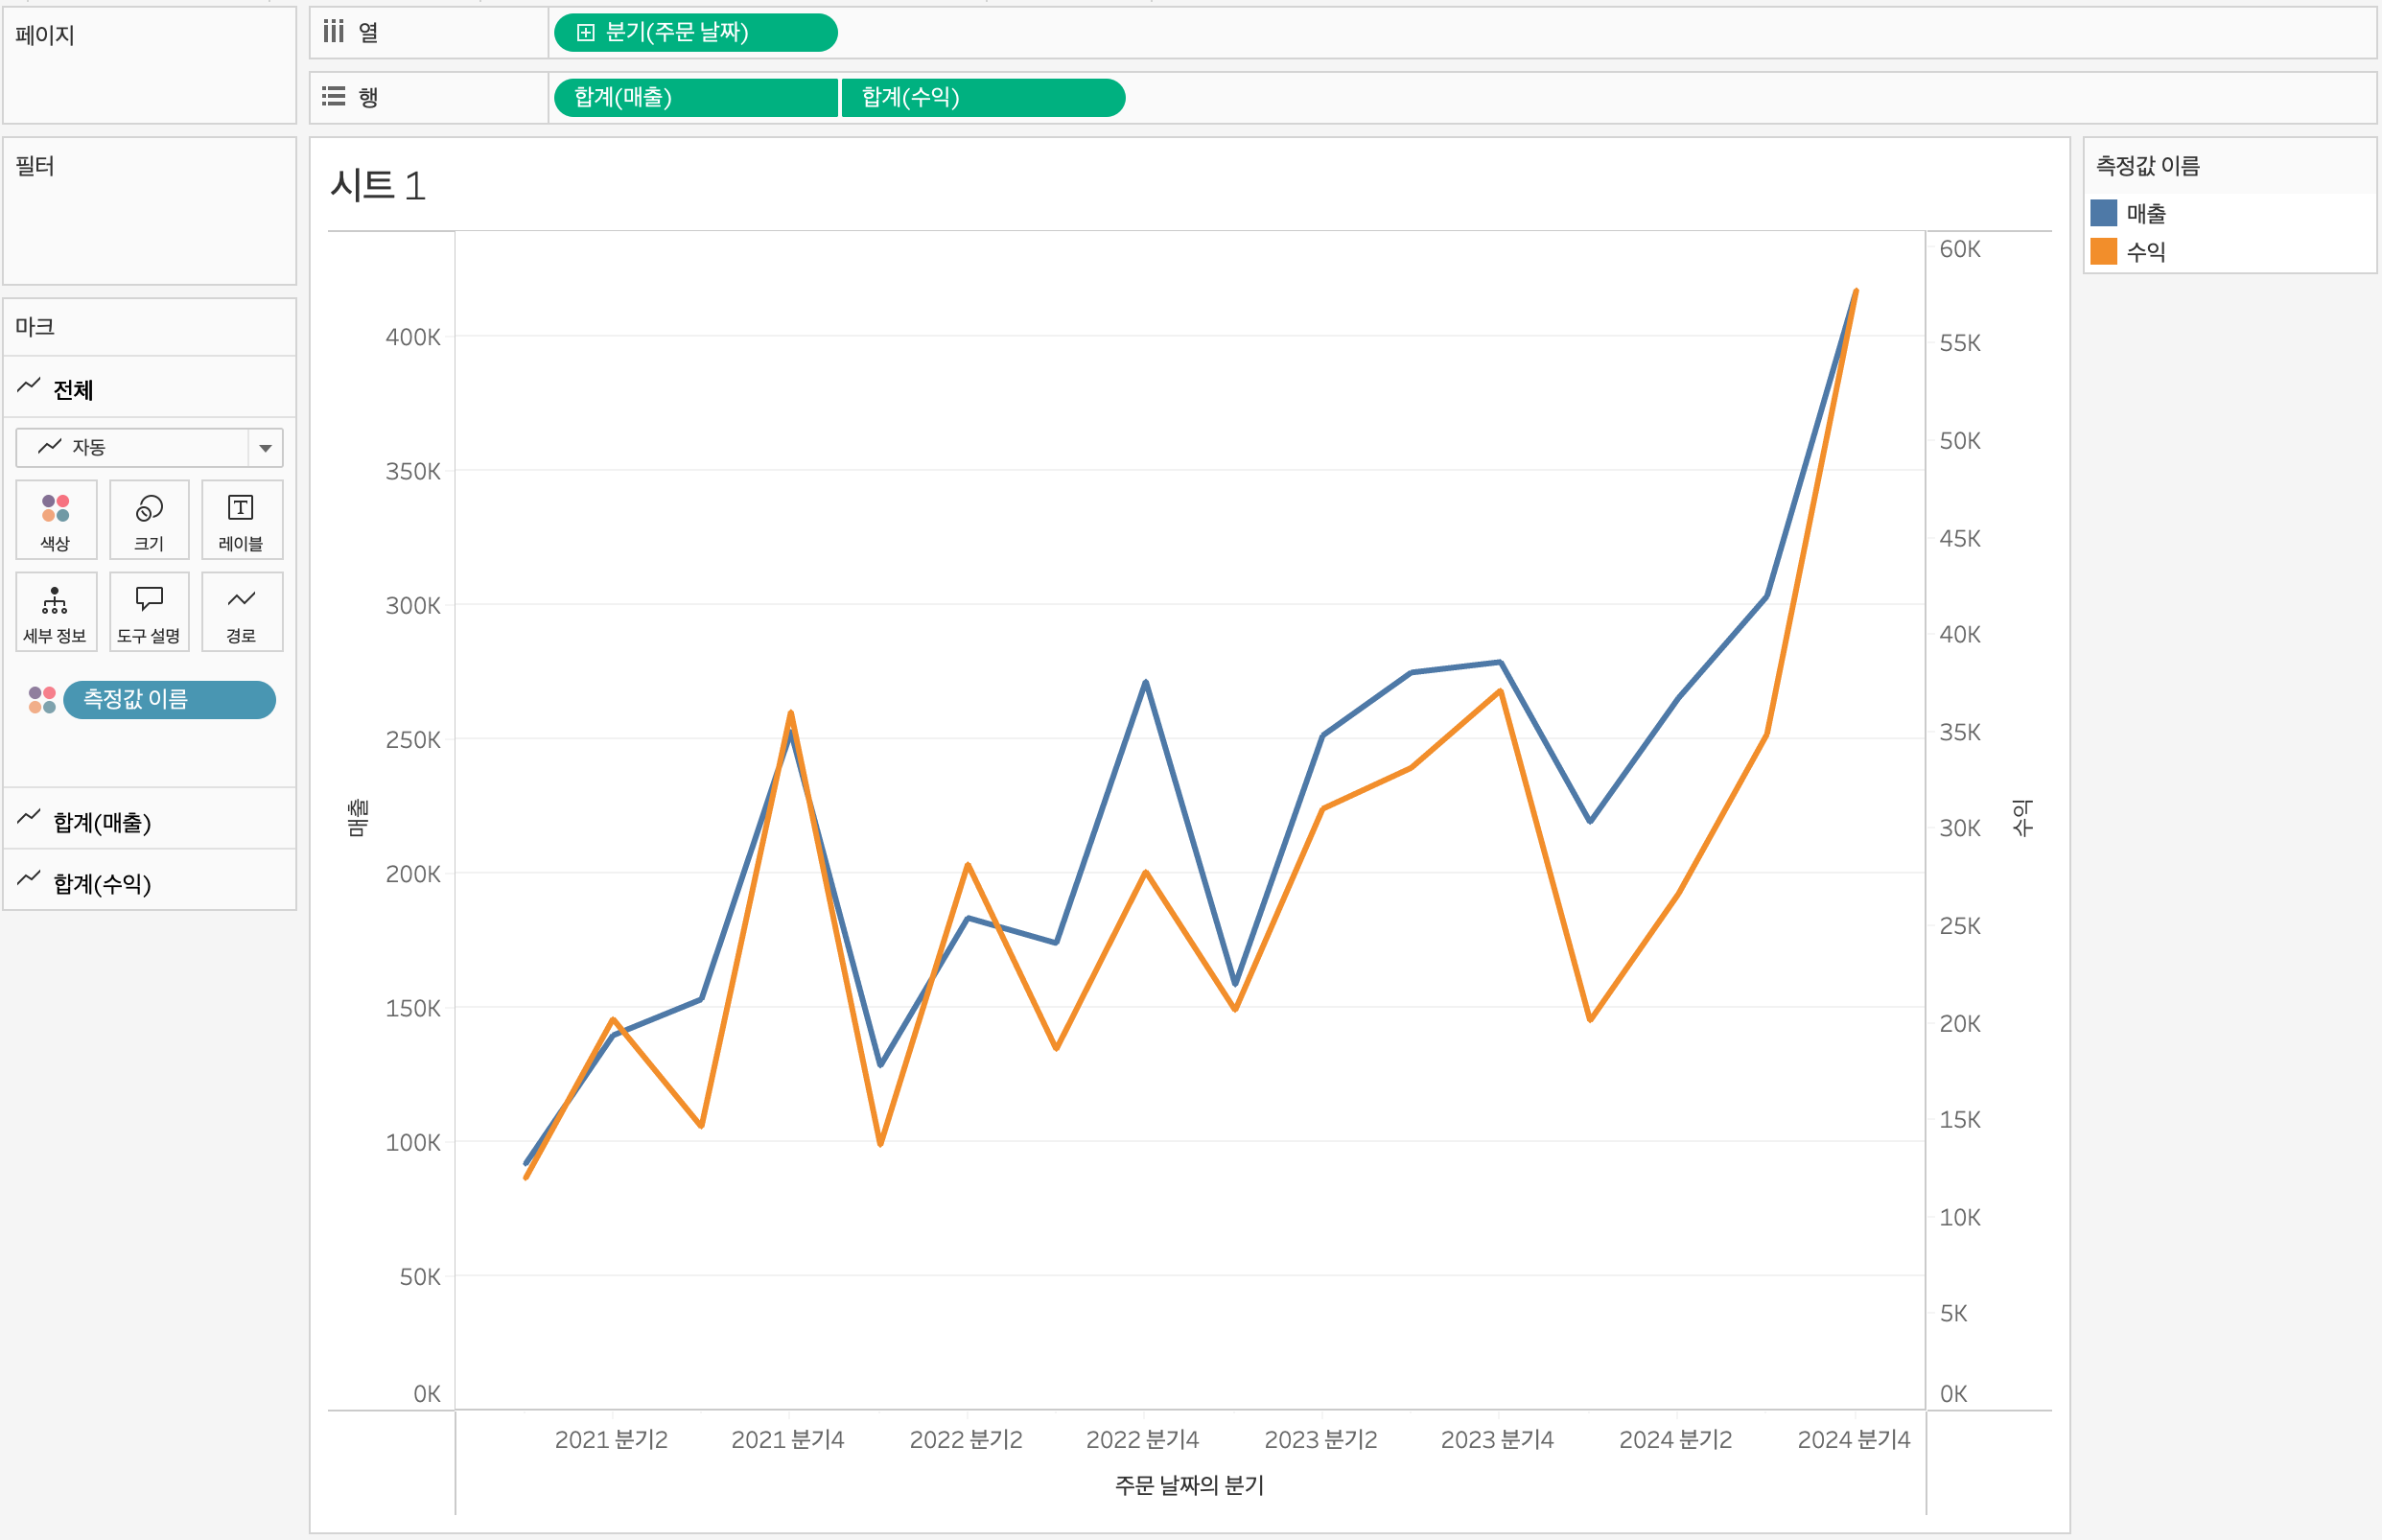 페이지
열
분기(주문 날짜)
행
합계(매출)
합계(수익)
필터
마크
전체
자동
색상
크기
레이블
세부 정보
도구 설명
경로
측정값 이름
합계(매출)
합계(수익)
시트 1
매출
400K
350K
300K
250K
200K
150K
100K
50K
0K
60K
55K
50K
45K
40K
35K
30K
25K
20K
15K
10K
5K
0K
수익
2021 분기2
2021 분기4
2022 분기2
2022 분기4
2023 분기2
2023 분기4
2024 분기2
2024 분기4
주문 날짜의 분기
측정값 이름
매출
수익